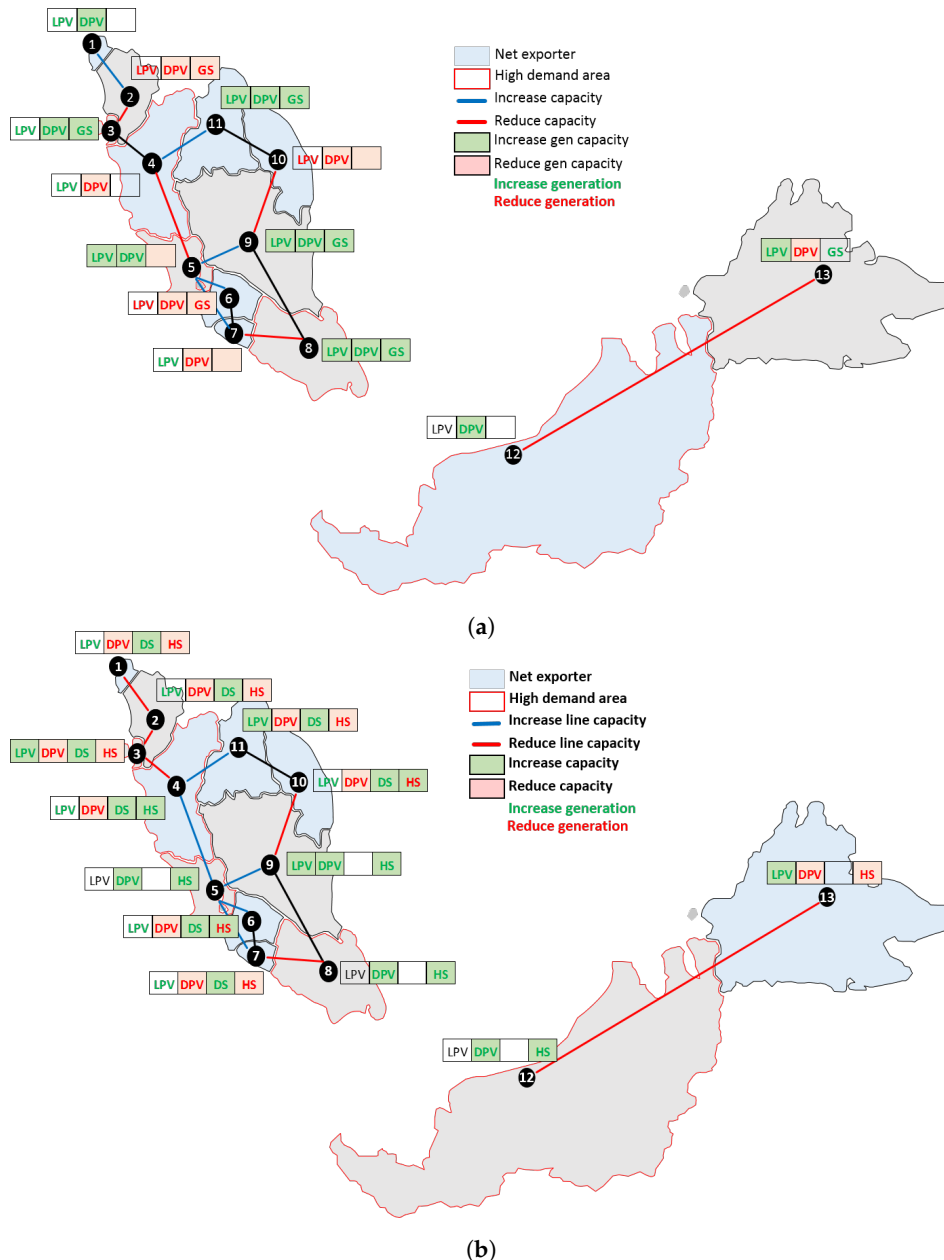 LPV DPV
1
2
LPV DPV GS
LPV DPV GS
3
LPV DPV GS
11
4
10
LPV DPV
LPV DPV
9
LPV DPV GS
LPV DPV
5
6
LPV DPV GS
7
8
LPV DPV GS
LPV DPV
Net exporter
High demand area
Increase capacity
Reduce capacity
Increase gen capacity
Reduce gen capacity
Increase generation
Reduce generation
LPV DPV GS
13
LPV DPV
12
(a)
LPV DPV DS HS
1
LPV DPV DS HS
2
LPV DPV DS HS
LPV DPV DS HS
3
11
4
10
LPV DPV DS HS
LPV DPV DS HS
9
LPV DPV HS
LPV DPV HS
5
6
LPV DPV DS HS
7
8
LPV DPV HS
LPV DPV DS HS
Net exporter
High demand area
Increase line capacity
Reduce line capacity
Increase capacity
Reduce capacity
Increase generation
Reduce generation
LPV DPV HS
13
LPV DPV HS
12
(b)